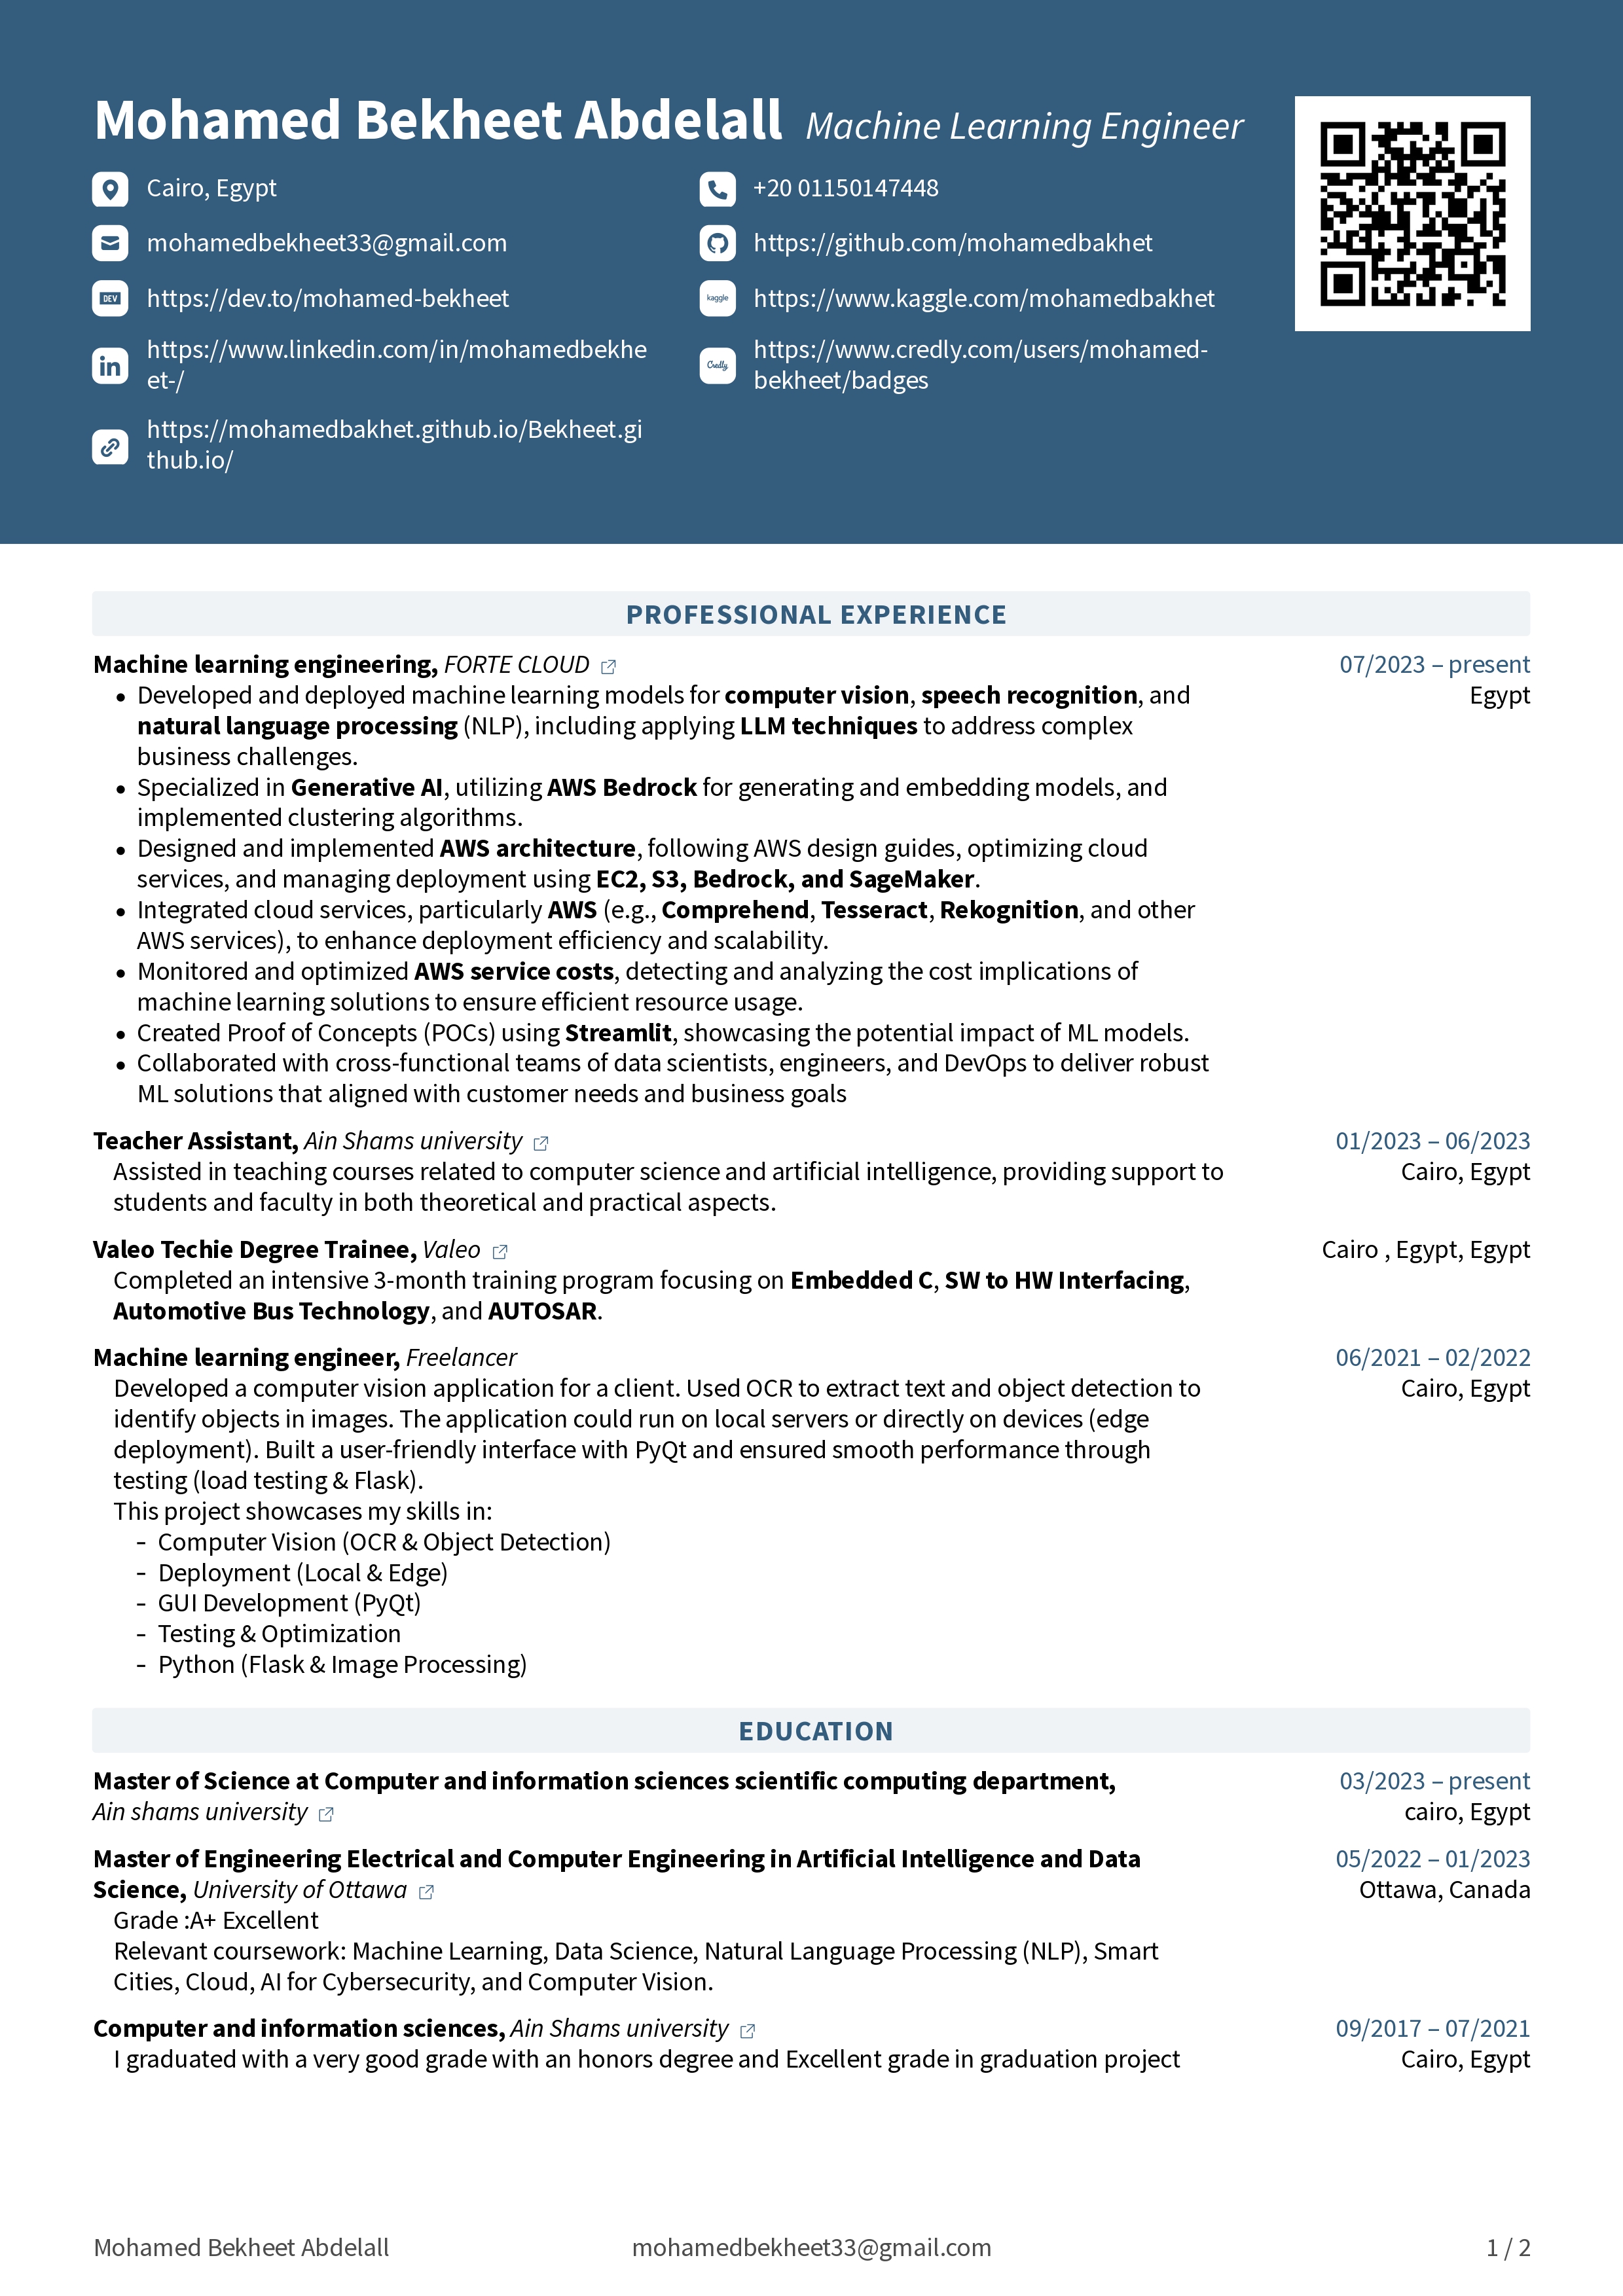 Mohamed Bekheet Abdelall Machine Learning Engineer
Cairo, Egypt
+20 01150147448
mohamedbekheet33@gmail.com
https://github.com/mohamedbakhet
DEV
https://dev.to/mohamed-bekheet
kaggle
https://www.kaggle.com/mohamedbakhet
in
https://www.linkedin.com/in/mohamedbekhe
et-/
Credly
https://www.credly.com/users/mohamed-
bekheet/badges
https://mohamedbakhet.github.io/Bekheet.gi
thub.io/
PROFESSIONAL EXPERIENCE
Machine learning engineering, FORTE CLOUD 07/2023 – present
• Developed and deployed machine learning models for computer vision, speech recognition, and Egypt
natural language processing (NLP), including applying LLM techniques to address complex
business challenges.
• Specialized in Generative AI, utilizing AWS Bedrock for generating and embedding models, and
implemented clustering algorithms.
• Designed and implemented AWS architecture, following AWS design guides, optimizing cloud
services, and managing deployment using EC2, S3, Bedrock, and SageMaker.
• Integrated cloud services, particularly AWS (e.g., Comprehend, Tesseract, Rekognition, and other
AWS services), to enhance deployment efficiency and scalability.
• Monitored and optimized AWS service costs, detecting and analyzing the cost implications of
machine learning solutions to ensure efficient resource usage.
• Created Proof of Concepts (POCs) using Streamlit, showcasing the potential impact of ML models.
• Collaborated with cross-functional teams of data scientists, engineers, and DevOps to deliver robust
ML solutions that aligned with customer needs and business goals
Teacher Assistant, Ain Shams university 01/2023 – 06/2023
Assisted in teaching courses related to computer science and artificial intelligence, providing support to Cairo, Egypt
students and faculty in both theoretical and practical aspects.
Valeo Techie Degree Trainee, Valeo Cairo , Egypt, Egypt
Completed an intensive 3-month training program focusing on Embedded C, SW to HW Interfacing,
Automotive Bus Technology, and AUTOSAR.
Machine learning engineer, Freelancer 06/2021 – 02/2022
Developed a computer vision application for a client. Used OCR to extract text and object detection to Cairo, Egypt
identify objects in images. The application could run on local servers or directly on devices (edge
deployment). Built a user-friendly interface with PyQt and ensured smooth performance through
testing (load testing & Flask).
This project showcases my skills in:
- Computer Vision (OCR & Object Detection)
- Deployment (Local & Edge)
- GUI Development (PyQt)
- Testing & Optimization
- Python (Flask & Image Processing)
EDUCATION
Master of Science at Computer and information sciences scientific computing department, 03/2023 – present
Ain shams university cairo, Egypt
Master of Engineering Electrical and Computer Engineering in Artificial Intelligence and Data 05/2022 – 01/2023
Science, University of Ottawa Ottawa, Canada
Grade :A+ Excellent
Relevant coursework: Machine Learning, Data Science, Natural Language Processing (NLP), Smart
Cities, Cloud, AI for Cybersecurity, and Computer Vision.
Computer and information sciences, Ain Shams university 09/2017 – 07/2021
I graduated with a very good grade with an honors degree and Excellent grade in graduation project Cairo, Egypt
Mohamed Bekheet Abdelall mohamedbekheet33@gmail.com 1 / 2